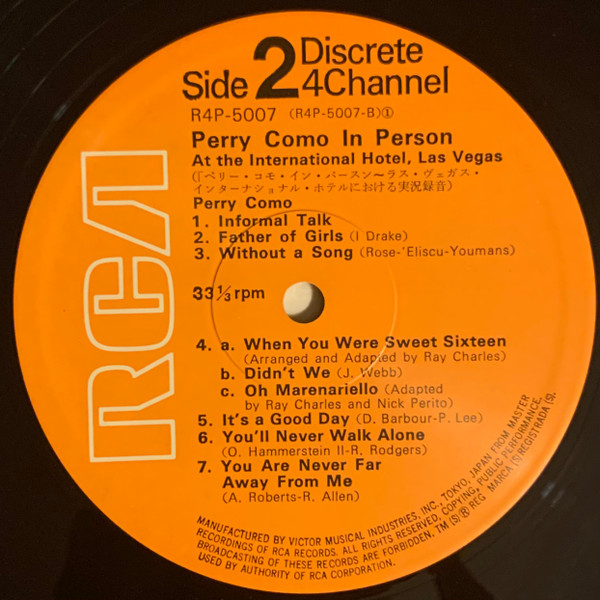 Side 2 Discrete
4Channel
R4P-5007 (R4P-5007-B)①
Perry Como In Person
At the International Hotel, Las Vegas
(「ペリー・コモ・イン・パースン〜ラス・ヴェガス・
インターナショナル・ホテルにおける実況録音)
Perry Como
1. Informal Talk
2. Father of Girls (I Drake)
3. Without a Song (Rose-'Eliscu-Youmans)
33⅓rpm
4. a. When You Were Sweet Sixteen
(Arranged and Adapted by Ray Charles)
b. Didn't We (J. Webb)
c. Oh Marenariello (Adapted
by Ray Charles and Nick Perito)
5. It's a Good Day (D. Barbour-P. Lee)
6. You'll Never Walk Alone
(O. Hammerstein II-R. Rodgers)
7. You Are Never Far
Away From Me
(A. Roberts-R. Allen)
RCA
MANUFACTURED BY VICTOR MUSICAL INDUSTRIES, INC., TOKYO, JAPAN FROM MASTER
RECORDINGS OF RCA RECORDS. ALL RIGHTS RESERVED, COPYING, PUBLIC PERFORMANCE,
BROADCASTING OF THESE RECORDS ARE FORBIDDEN. TM (S) ® REG MARCA (S) REGISTRADA (S).
USED BY AUTHORITY OF RCA CORPORATION.